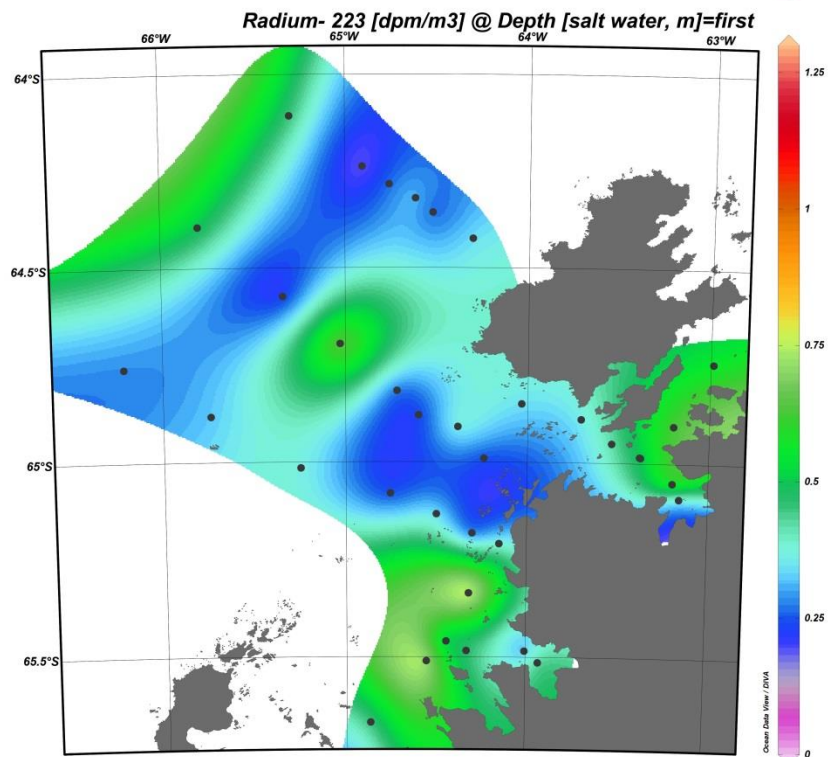 Radium- 223 [dpm/m3] @ Depth [salt water, m]=first
66°W 65°W 64°W 63°W
64°S
64.5°S
65°S
65.5°S
1.25
1
0.75
0.5
0.25
0
Ocean Data View / DIVA